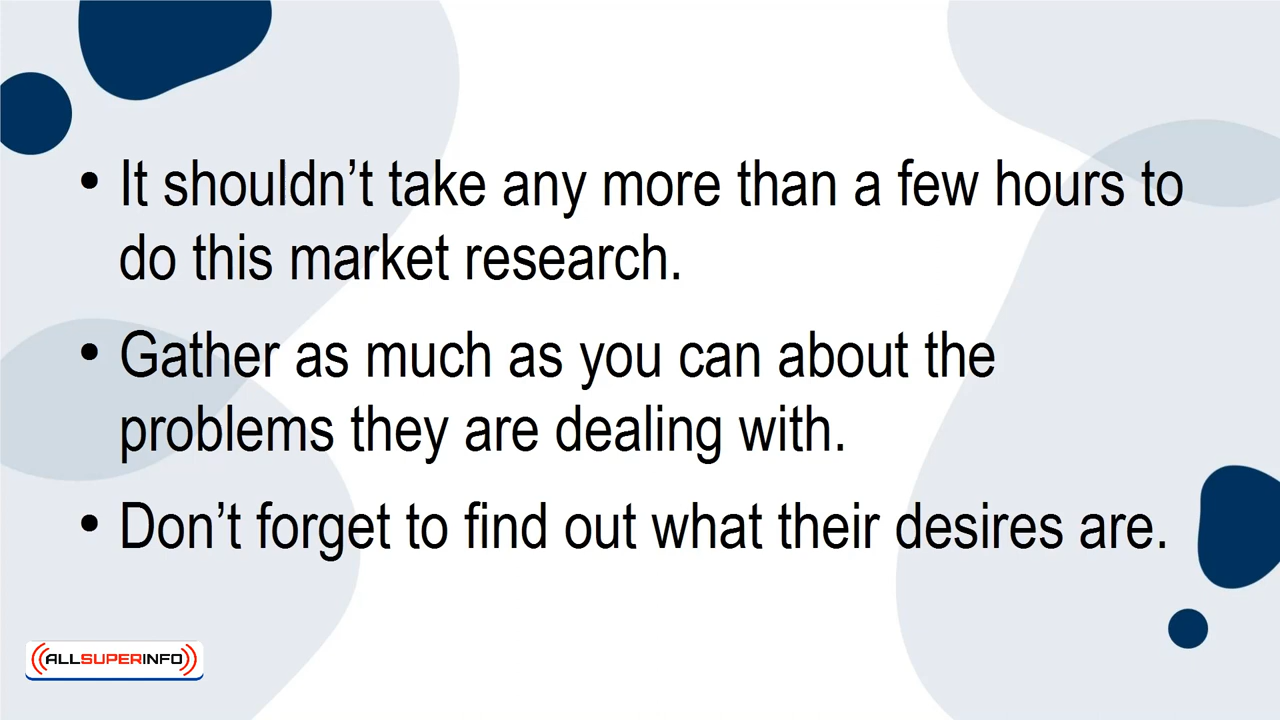 • It shouldn’t take any more than a few hours to
do this market research.
• Gather as much as you can about the
problems they are dealing with.
• Don’t forget to find out what their desires are.
ALLSUPERINFO